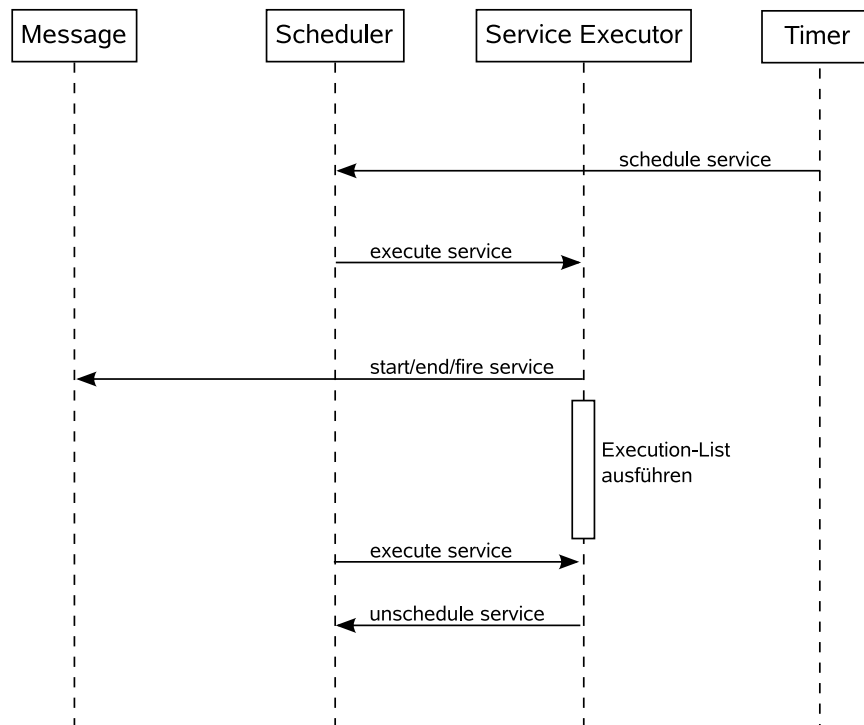 Message
Scheduler
Service Executor
Timer
schedule service
execute service
start/end/fire service
Execution-List
ausführen
execute service
unschedule service